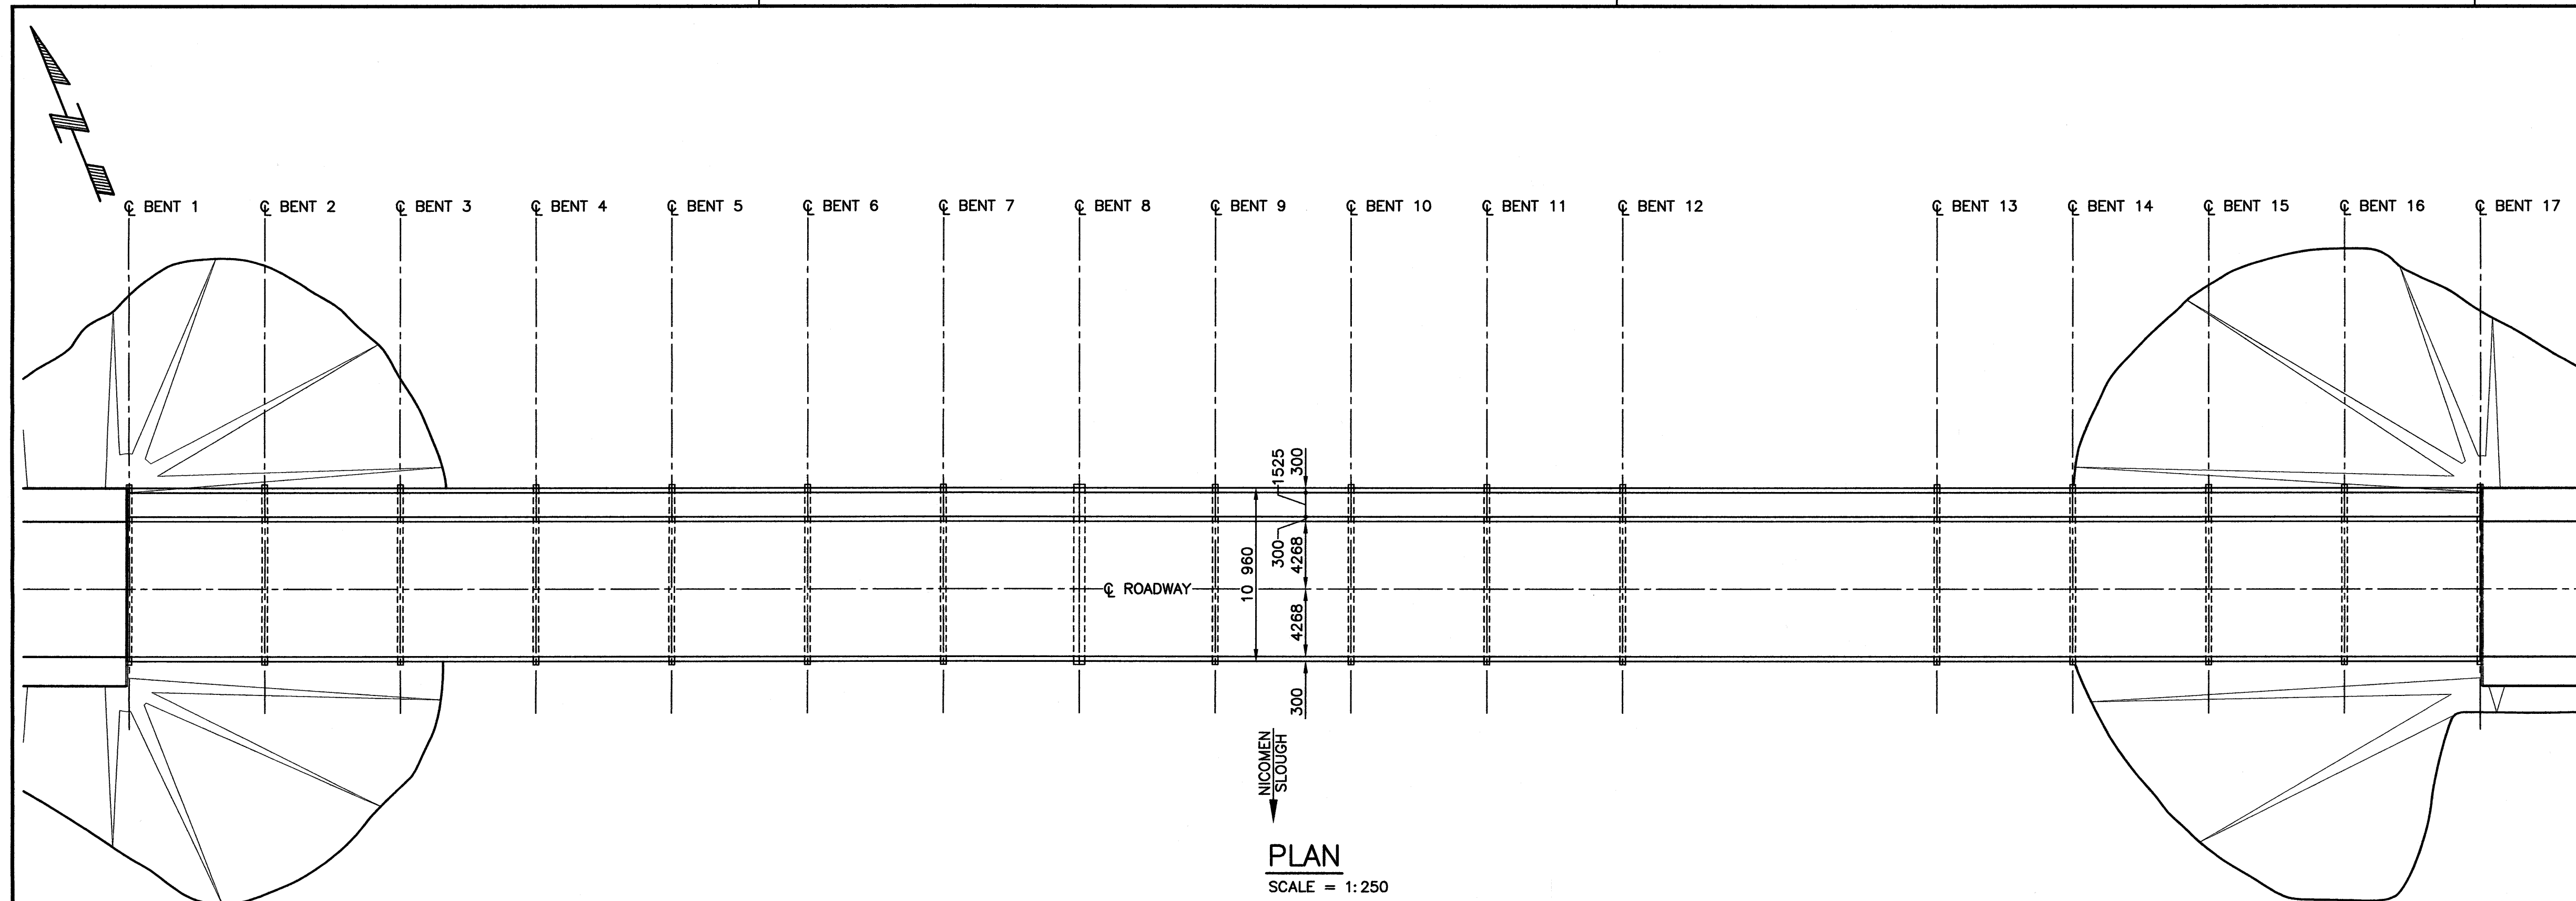 ℄ BENT 1
℄ BENT 2
℄ BENT 3
℄ BENT 4
℄ BENT 5
℄ BENT 6
℄ BENT 7
℄ BENT 8
℄ BENT 9
℄ BENT 10
℄ BENT 11
℄ BENT 12
℄ BENT 13
℄ BENT 14
℄ BENT 15
℄ BENT 16
℄ BENT 17
1525
300
300
4268
10 960
℄ ROADWAY
4268
300
NICOMEN
SLOUGH
PLAN
SCALE = 1:250